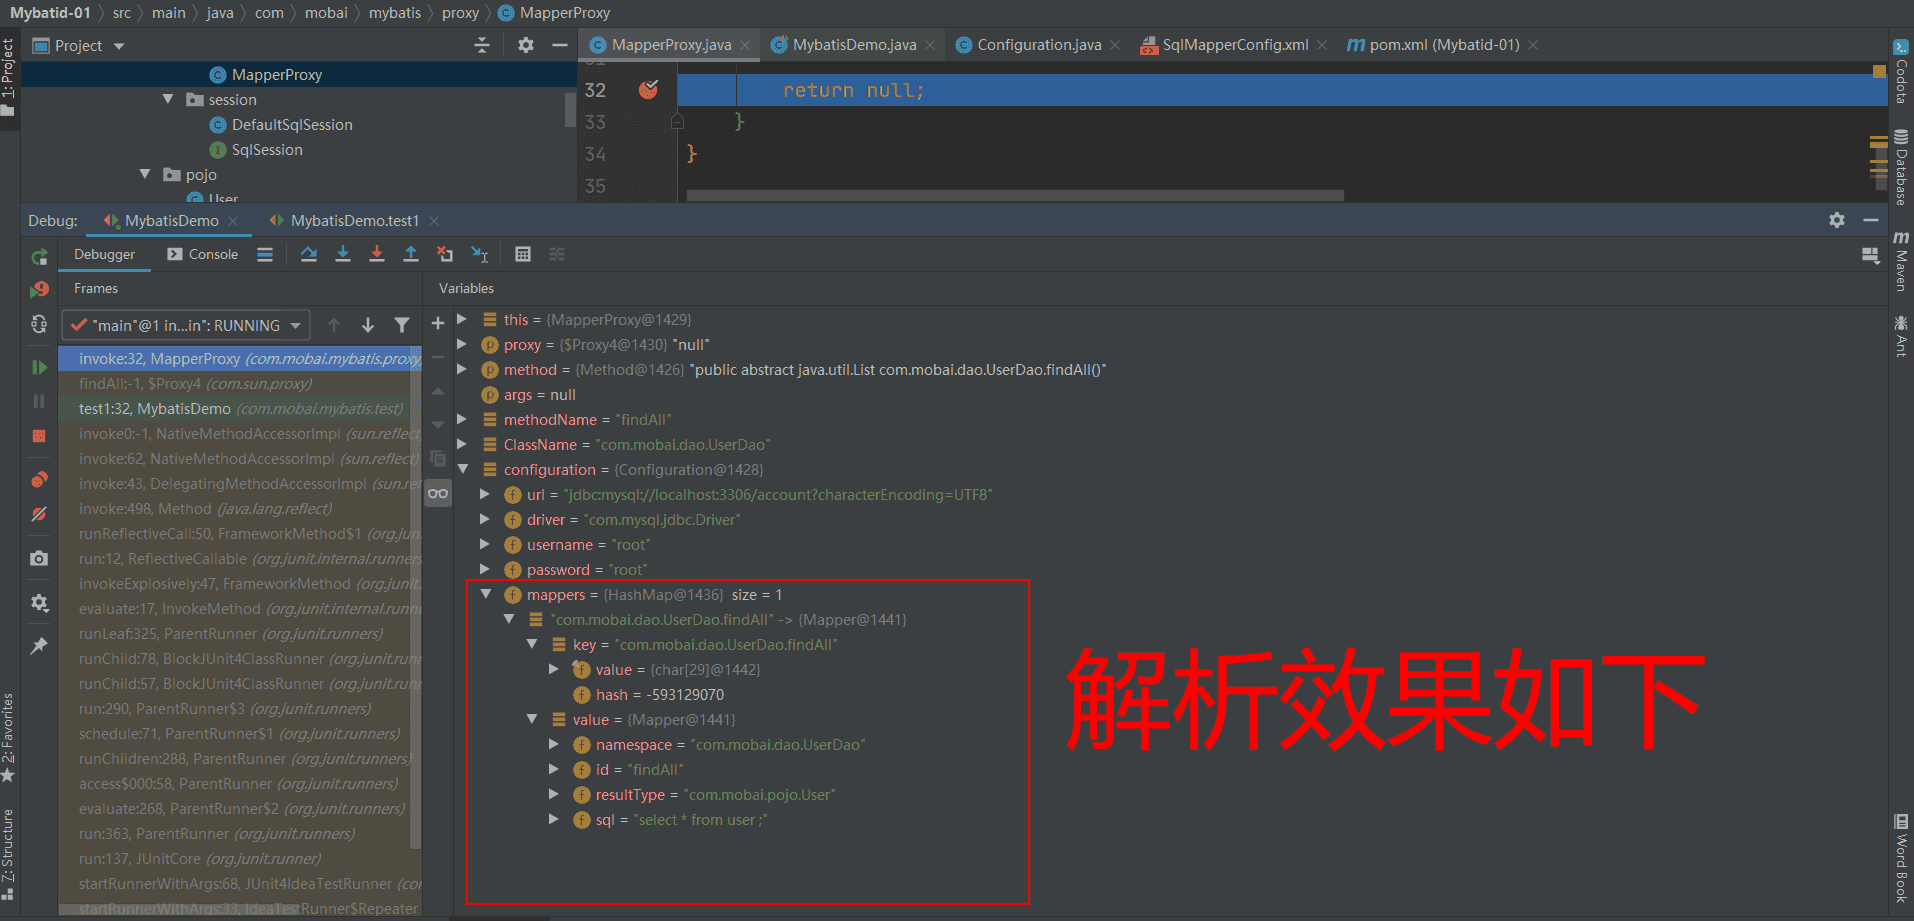 Mybatid-01 src main java com mobai mybatis proxy MapperProxy
Project
MapperProxy.java MybatisDemo.java Configuration.java SqlMapperConfig.xml pom.xml (Mybatid-01)
1: Project
MapperProxy
session
DefaultSqlSession
SqlSession
pojo
User
32 return null;
33 }
34 }
35
Debug: MybatisDemo MybatisDemo.test1
Debugger Console
Frames
"main"@1 in...in": RUNNING
invoke:32, MapperProxy (com.mobai.mybatis.proxy,
findAll:-1, $Proxy4 (com.sun.proxy)
test1:32, MybatisDemo (com.mobai.mybatis.test)
invoke0:-1, NativeMethodAccessorImpl (sun.reflect
invoke:62, NativeMethodAccessorImpl (sun.reflect
invoke:43, DelegatingMethodAccessorImpl (sun.ref
invoke:498, Method (java.lang.reflect)
runReflectiveCall:50, FrameworkMethod$1 (org.jun
run:12, ReflectiveCallable (org.junit.internal.runners
invokeExplosively:47, FrameworkMethod (org.junit
evaluate:17, InvokeMethod (org.junit.internal.runne
runLeaf:325, ParentRunner (org.junit.runners)
runChild:78, BlockJUnit4ClassRunner (org.junit.runn
runChild:57, BlockJUnit4ClassRunner (org.junit.runn
run:290, ParentRunner$3 (org.junit.runners)
schedule:71, ParentRunner$1 (org.junit.runners)
runChildren:288, ParentRunner (org.junit.runners)
access$000:58, ParentRunner (org.junit.runners)
evaluate:268, ParentRunner$2 (org.junit.runners)
run:363, ParentRunner (org.junit.runners)
run:137, JUnitCore (org.junit.runner)
startRunnerWithArgs:68, JUnit4IdeaTestRunner (con
startRunnerWithArgs:33, IdeaTestRunner$Repeater
Variables
this = {MapperProxy@1429}
proxy = {$Proxy4@1430} "null"
method = {Method@1426} "public abstract java.util.List com.mobai.dao.UserDao.findAll()"
args = null
methodName = "findAll"
ClassName = "com.mobai.dao.UserDao"
configuration = {Configuration@1428}
url = "jdbc:mysql://localhost:3306/account?characterEncoding=UTF8"
driver = "com.mysql.jdbc.Driver"
username = "root"
password = "root"
mappers = {HashMap@1436} size = 1
"com.mobai.dao.UserDao.findAll" -> {Mapper@1441}
key = "com.mobai.dao.UserDao.findAll"
value = {char[29]@1442}
hash = -593129070
value = {Mapper@1441}
namespace = "com.mobai.dao.UserDao"
id = "findAll"
resultType = "com.mobai.pojo.User"
sql = "select * from user ;"
解析效果如下
2: Favorites
7: Structure
Codota
Database
Maven
Ant
Word Book